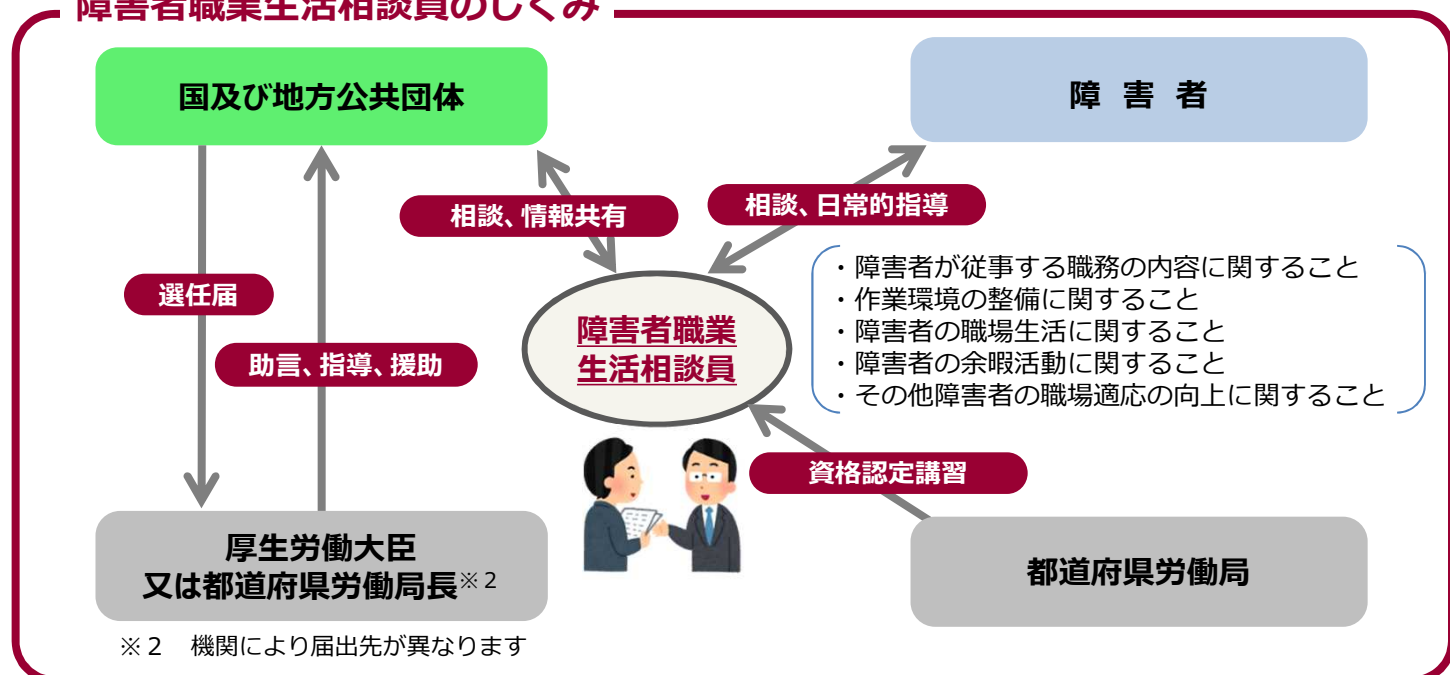 障害者職業生活相談員のしくみ
国及び地方公共団体
障 害 者
相談、情報共有
相談、日常的指導
選任届
助言、指導、援助
障害者職業
生活相談員
・障害者が従事する職務の内容に関すること
・作業環境の整備に関すること
・障害者の職場生活に関すること
・障害者の余暇活動に関すること
・その他障害者の職場適応の向上に関すること
資格認定講習
厚生労働大臣
又は都道府県労働局長※2
都道府県労働局
※2 機関により届出先が異なります